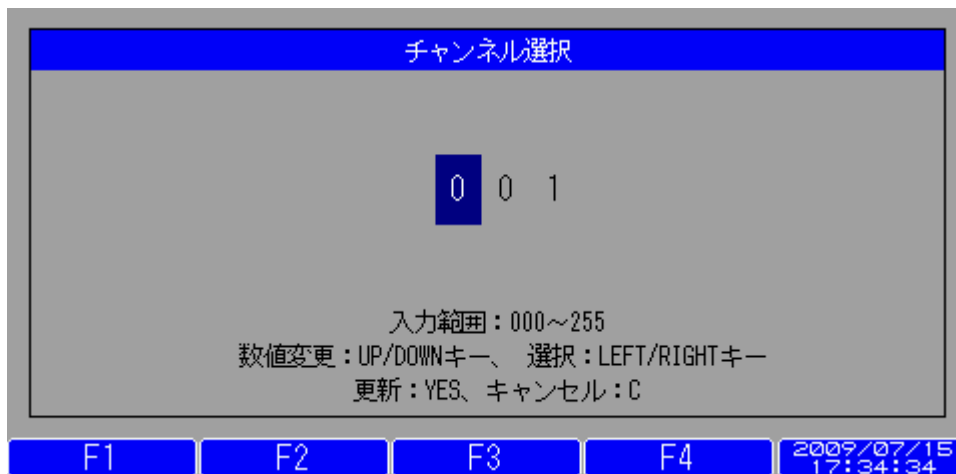 チャンネル選択
0 0 1
入力範囲：000～255
数値変更：UP/DOWNキー、 選択：LEFT/RIGHTキー
更新：YES、キャンセル：C
F1 F2 F3 F4 2009/07/15
17:34:34